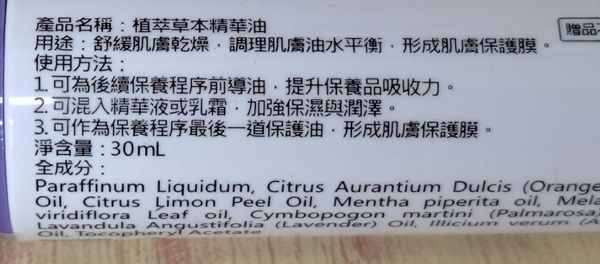 產品名稱：植萃草本精華油
用途：舒緩肌膚乾燥，調理肌膚油水平衡，形成肌膚保護膜。
使用方法：
1.可為後續保養程序前導油，提升保養品吸收力。
2.可混入精華液或乳霜，加強保濕與潤澤。
3.可作為保養程序最後一道保護油，形成肌膚保護膜。
淨含量：30mL
全成分：
Paraffinum Liquidum, Citrus Aurantium Dulcis (Orange
Oil, Citrus Limon Peel Oil, Mentha piperita oil, Mela
viridiflora Leaf oil, Cymbopogon martini (Palmarosa)
Lavandula Angustifolia (Lavender) Oil, Illicium verum (A
Oil, Tocopheryl Acetate
贈品